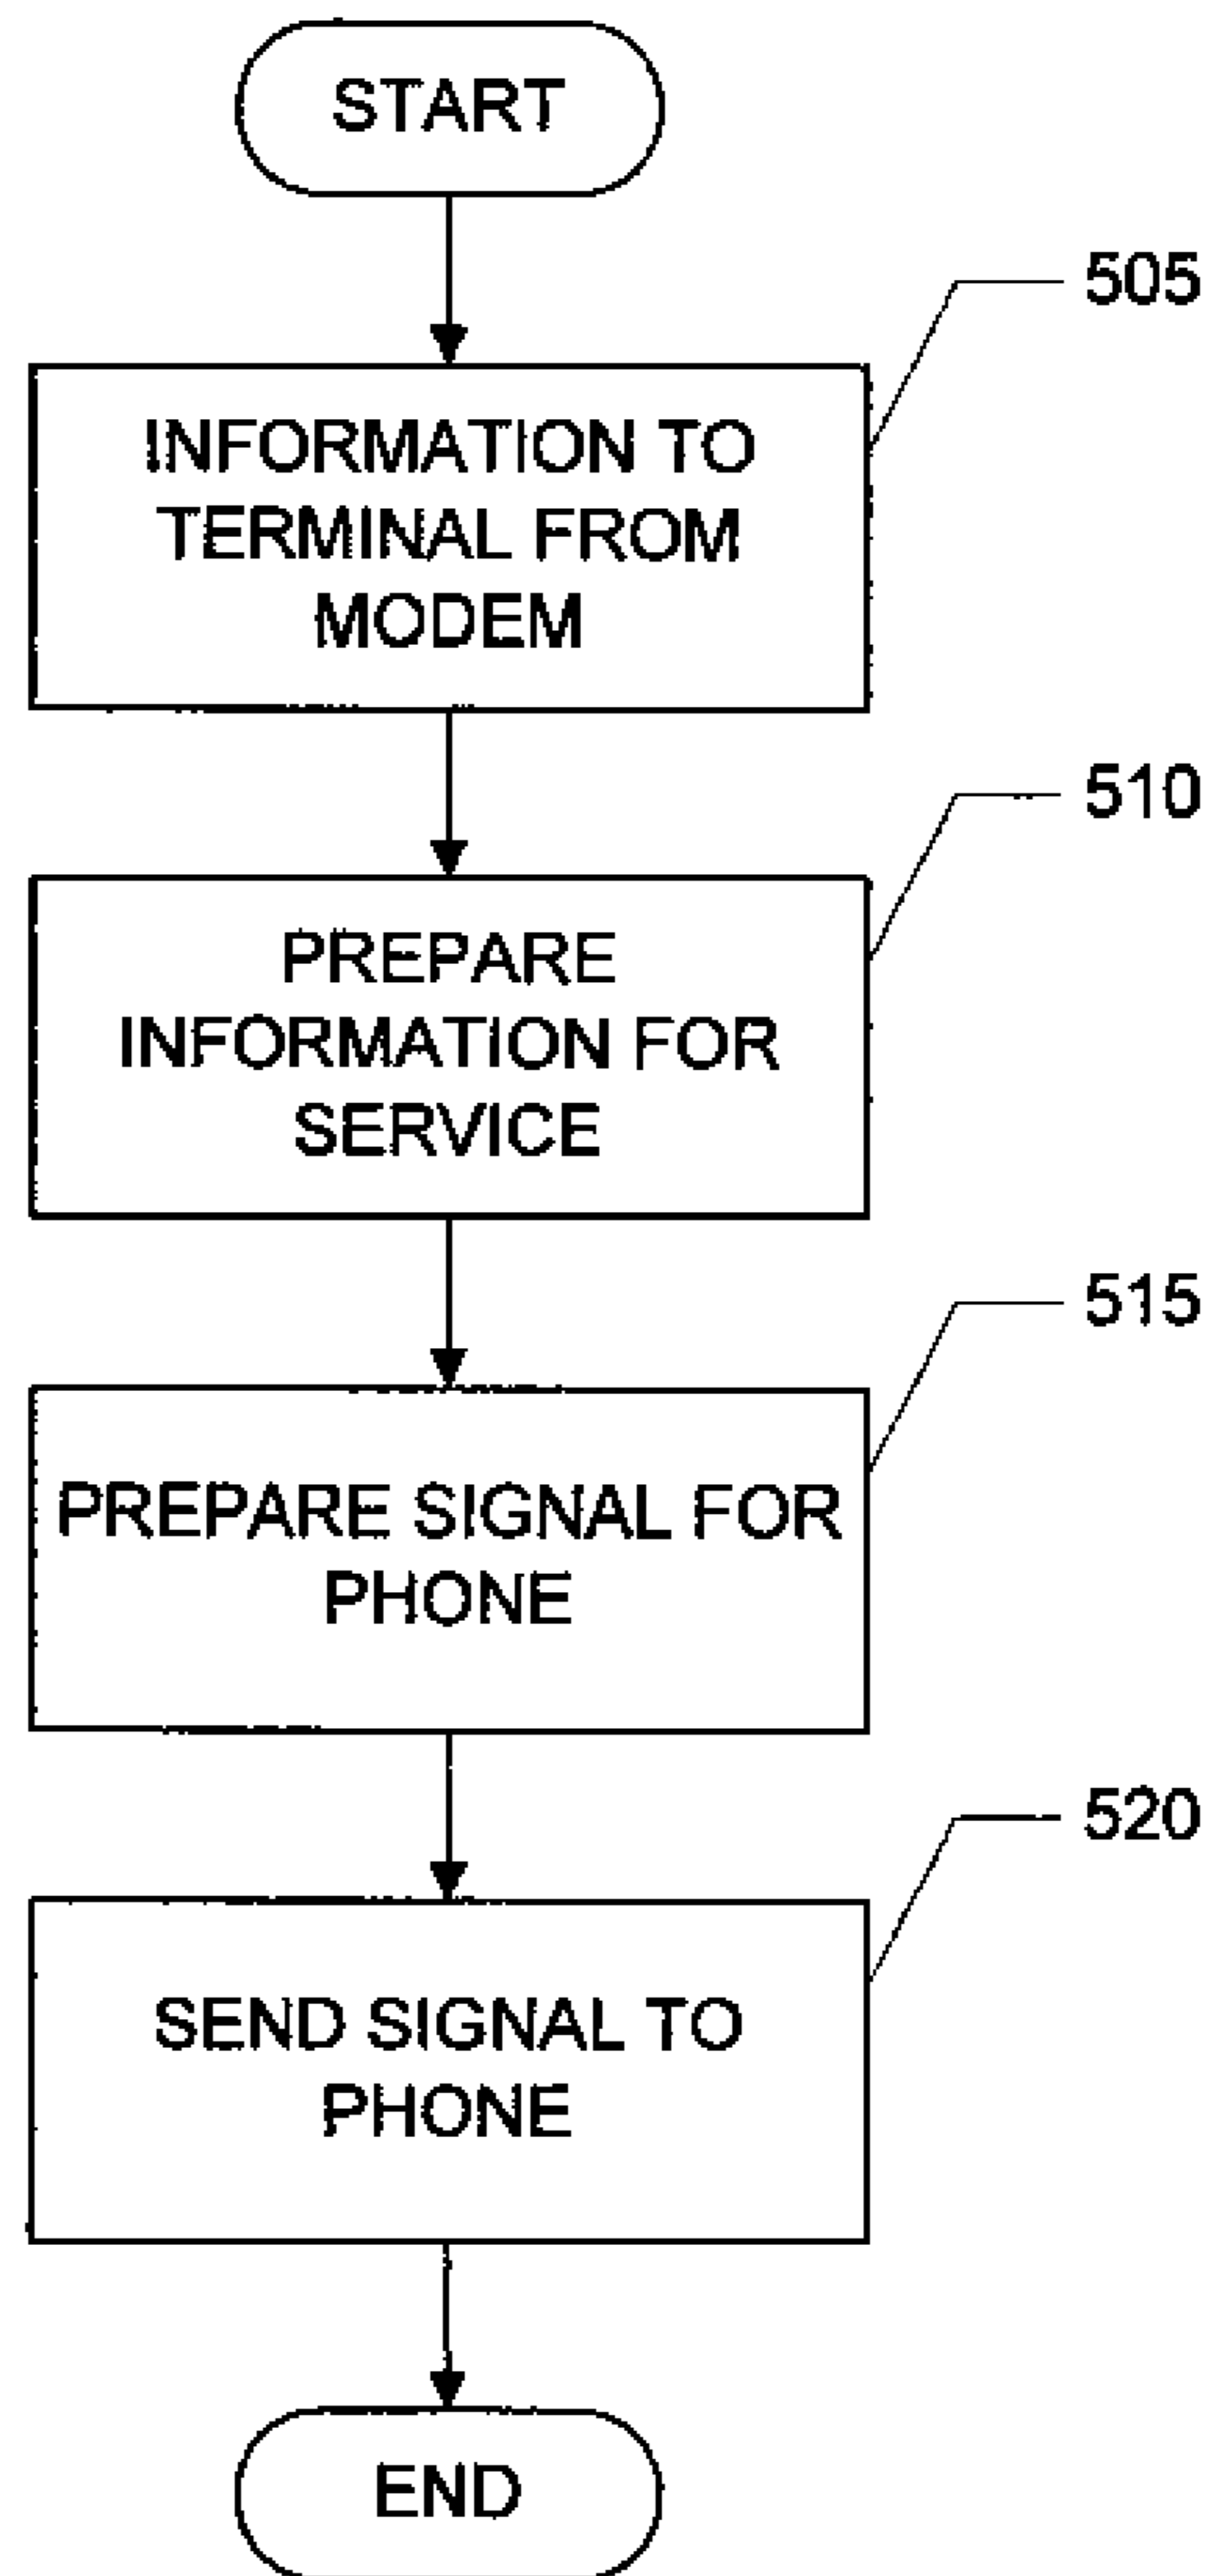 START
505
INFORMATION TO
TERMINAL FROM
MODEM
510
PREPARE
INFORMATION FOR
SERVICE
515
PREPARE SIGNAL FOR
PHONE
520
SEND SIGNAL TO
PHONE
END